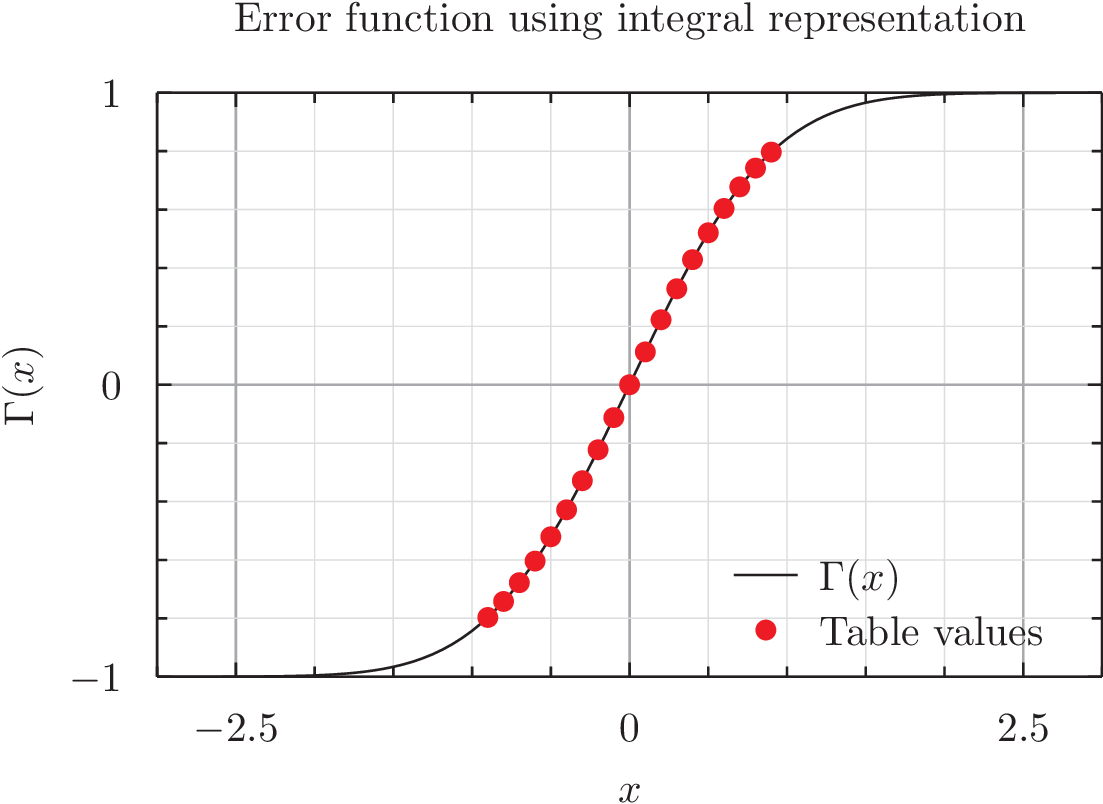 Error function using integral representation
1
Γ(x)
0
Γ(x)
Table values
−1
−2.5
0
2.5
x